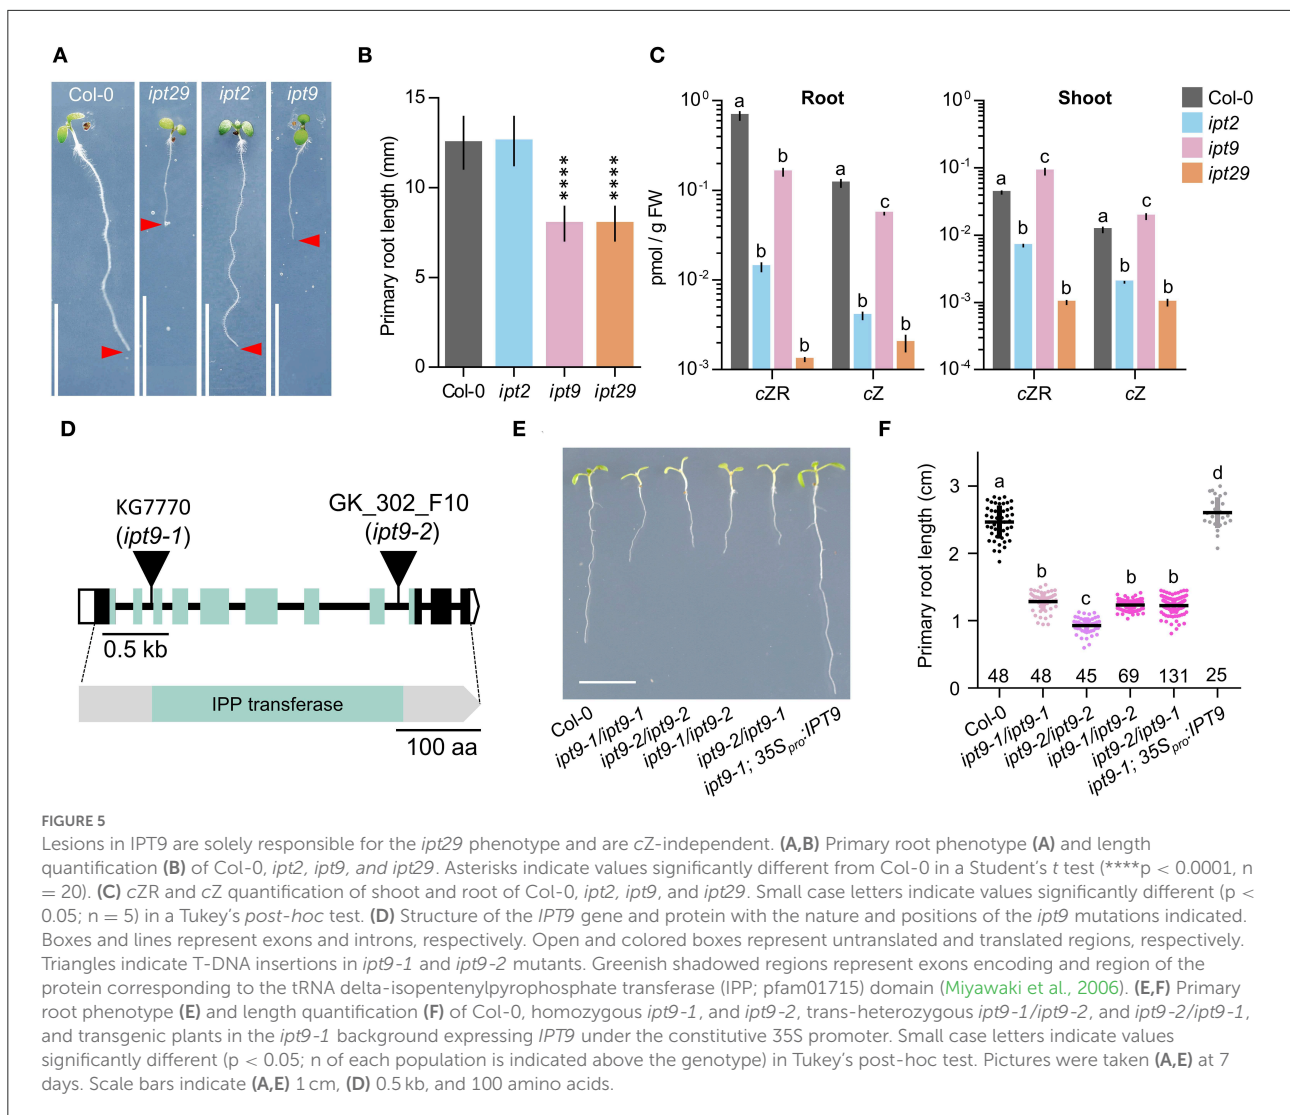 A
Col-0
ipt29
ipt2
ipt9
B
Primary root length (mm)
15
10
5
0
****
****
Col-0
ipt2
ipt9
ipt29
C
pmol / g FW
Root
10⁰
10⁻¹
10⁻²
10⁻³
a
b
b
b
a
b
c
b
cZR
cZ
Shoot
10⁰
10⁻¹
10⁻²
10⁻³
10⁻⁴
a
b
c
b
a
b
c
b
cZR
cZ
Col-0
ipt2
ipt9
ipt29
D
KG7770
(ipt9-1)
GK_302_F10
(ipt9-2)
0.5 kb
IPP transferase
100 aa
E
Col-0
ipt9-1/ipt9-1
ipt9-2/ipt9-2
ipt9-1/ipt9-2
ipt9-2/ipt9-1
ipt9-1; 35Spro:IPT9
F
Primary root length (cm)
3
2
1
0
a
b
c
b
b
d
48
48
45
69
131
25
Col-0
ipt9-1/ipt9-1
ipt9-2/ipt9-2
ipt9-1/ipt9-2
ipt9-2/ipt9-1
ipt9-1; 35Spro:IPT9
FIGURE 5
Lesions in IPT9 are solely responsible for the ipt29 phenotype and are cZ-independent. (A,B) Primary root phenotype (A) and length
quantification (B) of Col-0, ipt2, ipt9, and ipt29. Asterisks indicate values significantly different from Col-0 in a Student's t test (****p < 0.0001, n
= 20). (C) cZR and cZ quantification of shoot and root of Col-0, ipt2, ipt9, and ipt29. Small case letters indicate values significantly different (p <
0.05; n = 5) in a Tukey's post-hoc test. (D) Structure of the IPT9 gene and protein with the nature and positions of the ipt9 mutations indicated.
Boxes and lines represent exons and introns, respectively. Open and colored boxes represent untranslated and translated regions, respectively.
Triangles indicate T-DNA insertions in ipt9-1 and ipt9-2 mutants. Greenish shadowed regions represent exons encoding and region of the
protein corresponding to the tRNA delta-isopentenylpyrophosphate transferase (IPP; pfam01715) domain (Miyawaki et al., 2006). (E,F) Primary
root phenotype (E) and length quantification (F) of Col-0, homozygous ipt9-1, and ipt9-2, trans-heterozygous ipt9-1/ipt9-2, and ipt9-2/ipt9-1,
and transgenic plants in the ipt9-1 background expressing IPT9 under the constitutive 35S promoter. Small case letters indicate values
significantly different (p < 0.05; n of each population is indicated above the genotype) in Tukey's post-hoc test. Pictures were taken (A,E) at 7
days. Scale bars indicate (A,E) 1 cm, (D) 0.5 kb, and 100 amino acids.